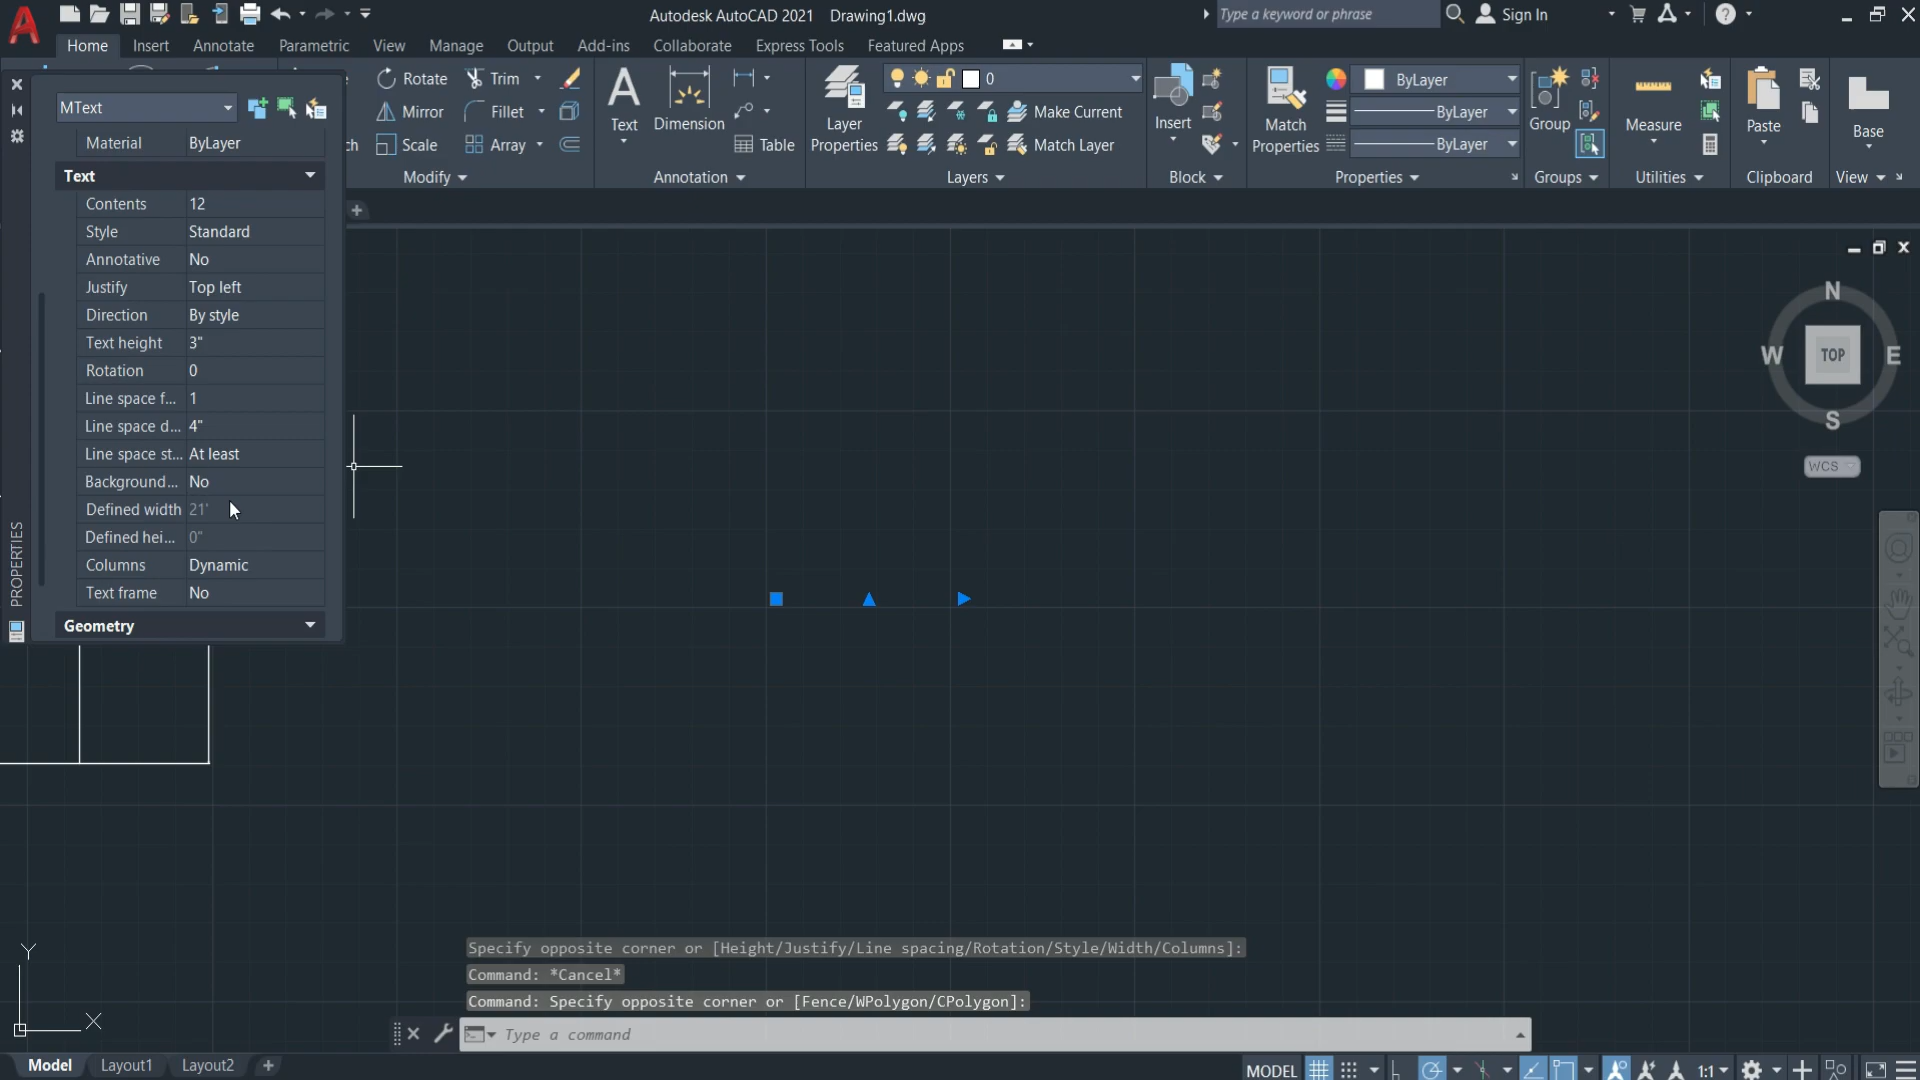 Autodesk AutoCAD 2021 Drawing1.dwg
Type a keyword or phrase
Sign In
Home Insert Annotate Parametric View Manage Output Add-ins Collaborate Express Tools Featured Apps
Rotate Trim
Mirror Fillet
Scale Array
Modify
Text
Dimension
Table
Annotation
Layer
Properties
0
Make Current
Match Layer
Layers
Insert
Block
Match
Properties
ByLayer
ByLayer
ByLayer
Properties
Group
Groups
Measure
Utilities
Paste
Clipboard
Base
View
MText
Material ByLayer
Text
Contents 12
Style Standard
Annotative No
Justify Top left
Direction By style
Text height 3"
Rotation 0
Line space f... 1
Line space d... 4"
Line space st... At least
Background... No
Defined width 21'
Defined hei... 0"
Columns Dynamic
Text frame No
Geometry
PROPERTIES
N
W TOP E
S
WCS
Y
X
Specify opposite corner or [Height/Justify/Line spacing/Rotation/Style/Width/Columns]:
Command: *Cancel*
Command: Specify opposite corner or [Fence/WPolygon/CPolygon]:
Type a command
Model Layout1 Layout2
MODEL 1:1